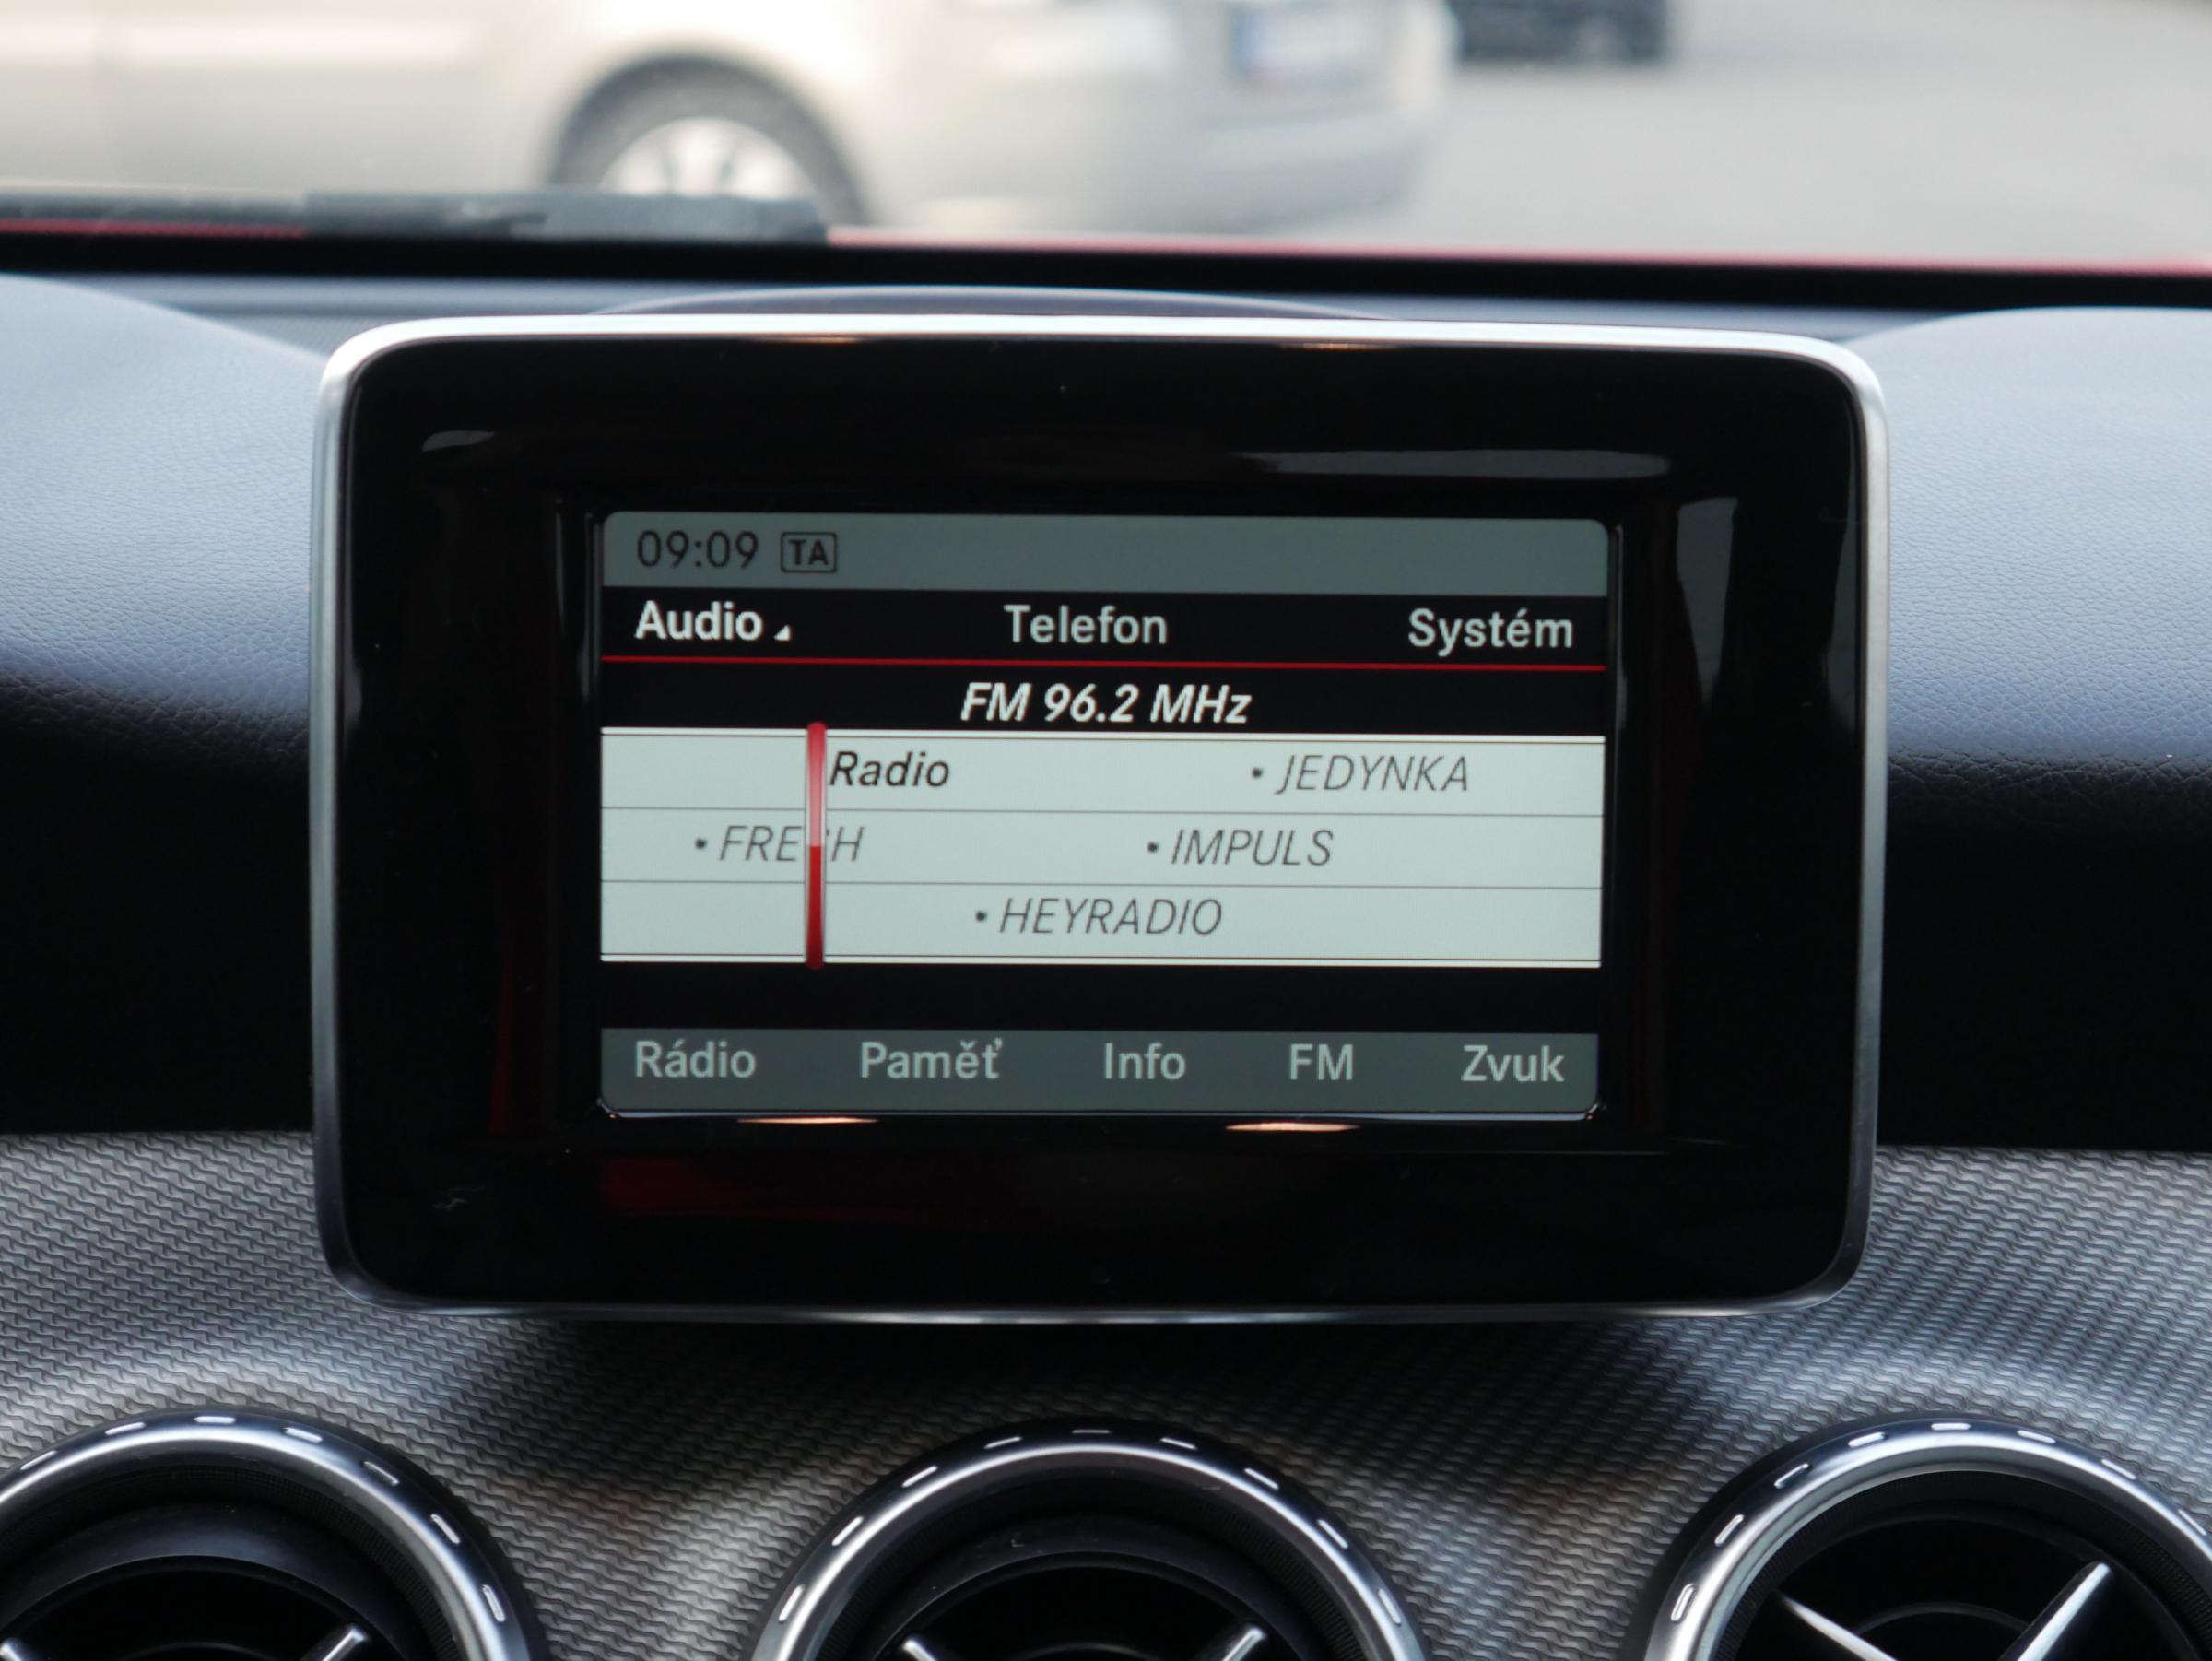 09:09 TA
Audio Telefon Systém
FM 96.2 MHz
Radio • JEDYNKA
• FRESH • IMPULS
• HEYRADIO
Rádio Paměť Info FM Zvuk